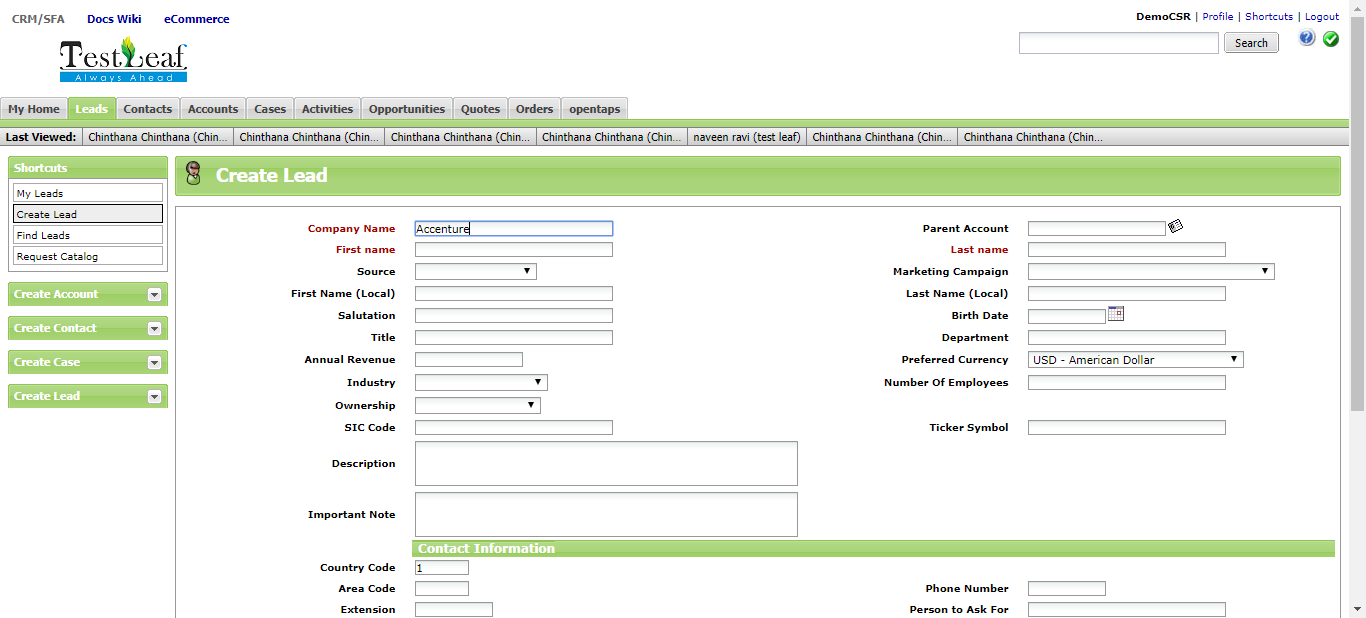 CRM/SFA Docs Wiki eCommerce
DemoCSR | Profile | Shortcuts | Logout
TestLeaf
Always Ahead
Search
My Home Leads Contacts Accounts Cases Activities Opportunities Quotes Orders opentaps
Last Viewed: Chinthana Chinthana (Chin... Chinthana Chinthana (Chin... Chinthana Chinthana (Chin... Chinthana Chinthana (Chin... naveen ravi (test leaf) Chinthana Chinthana (Chin... Chinthana Chinthana (Chin...
Shortcuts
My Leads
Create Lead
Find Leads
Request Catalog
Create Account
Create Contact
Create Case
Create Lead
Create Lead
Company Name Accenture Parent Account
First name Last name
Source Marketing Campaign
First Name (Local) Last Name (Local)
Salutation Birth Date
Title Department
Annual Revenue Preferred Currency USD - American Dollar
Industry Number Of Employees
Ownership
SIC Code Ticker Symbol
Description
Important Note
Contact Information
Country Code 1
Area Code Phone Number
Extension Person to Ask For